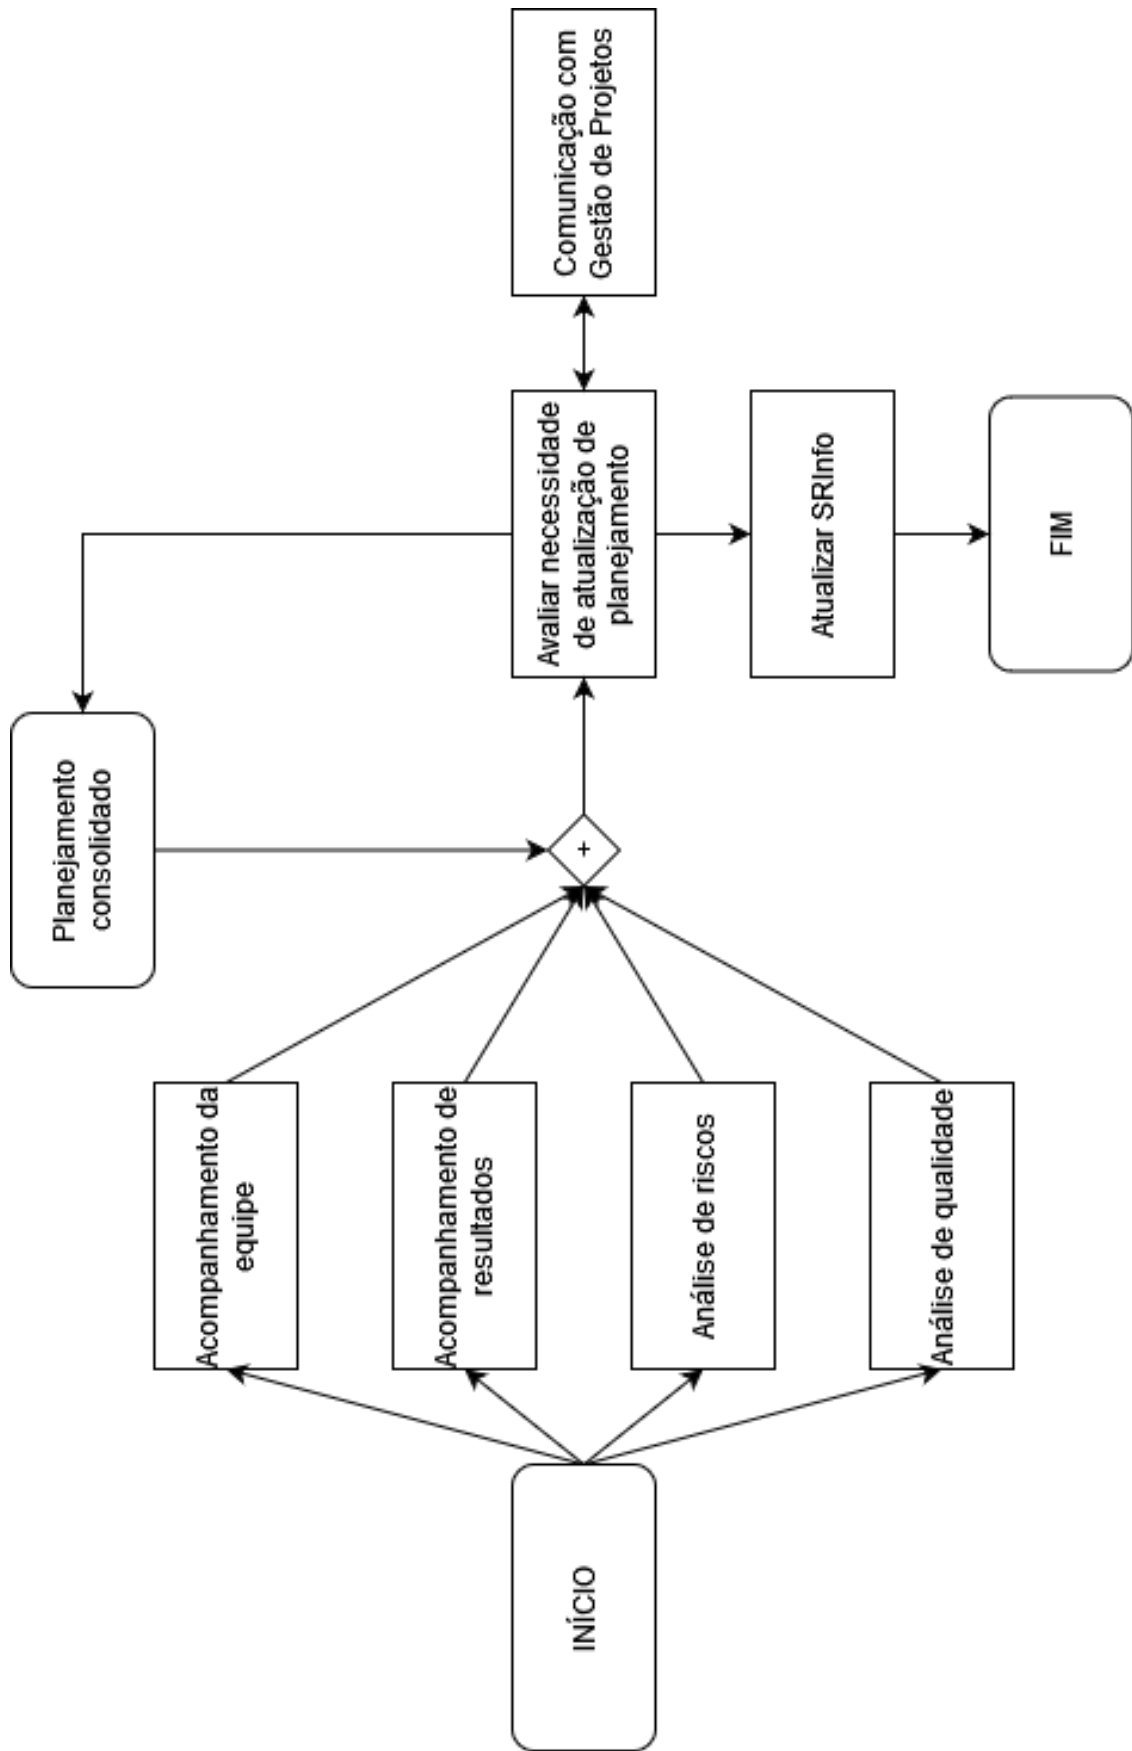 Planejamento
consolidado
Comunicação com
Gestão de Projetos
Avaliar necessidade
de atualização de
planejamento
Atualizar SRInfo
FIM
+
Acompanhamento da
equipe
Acompanhamento de
resultados
Análise de riscos
Análise de qualidade
INÍCIO